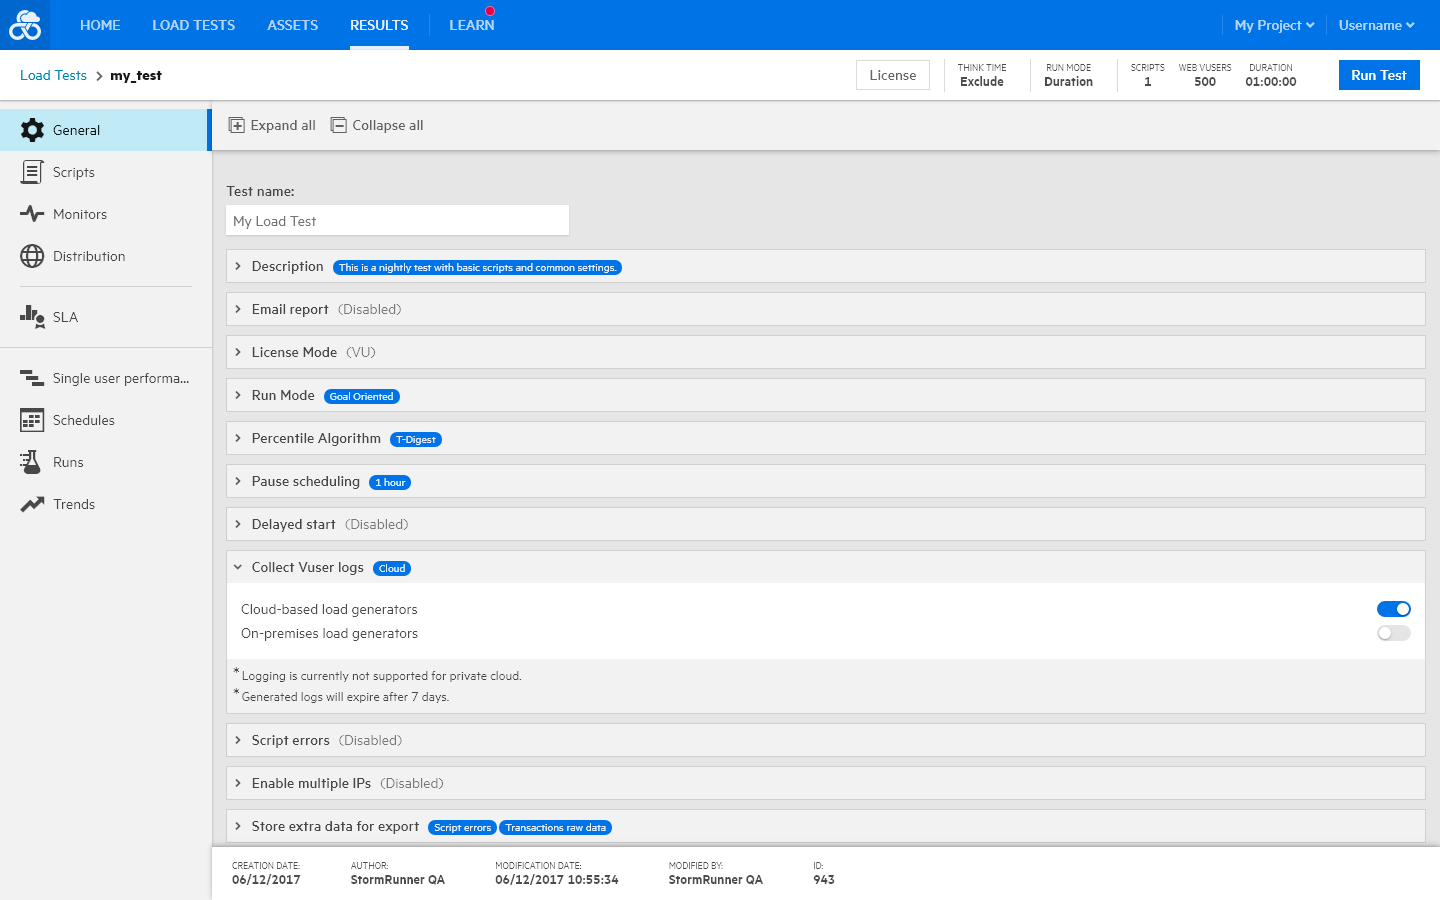 HOME LOAD TESTS ASSETS RESULTS LEARN My Project Username
Load Tests > my_test License THINK TIME Exclude RUN MODE Duration SCRIPTS 1 WEB VUSERS 500 DURATION 01:00:00 Run Test
General
Scripts
Monitors
Distribution
SLA
Single user performa...
Schedules
Runs
Trends
Expand all Collapse all
Test name:
My Load Test
Description This is a nightly test with basic scripts and common settings.
Email report (Disabled)
License Mode (VU)
Run Mode Goal Oriented
Percentile Algorithm T-Digest
Pause scheduling 1 hour
Delayed start (Disabled)
Collect Vuser logs Cloud
Cloud-based load generators
On-premises load generators
* Logging is currently not supported for private cloud.
* Generated logs will expire after 7 days.
Script errors (Disabled)
Enable multiple IPs (Disabled)
Store extra data for export Script errors Transactions raw data
CREATION DATE: AUTHOR: MODIFICATION DATE: MODIFIED BY: ID:
06/12/2017 StormRunner QA 06/12/2017 10:55:34 StormRunner QA 943